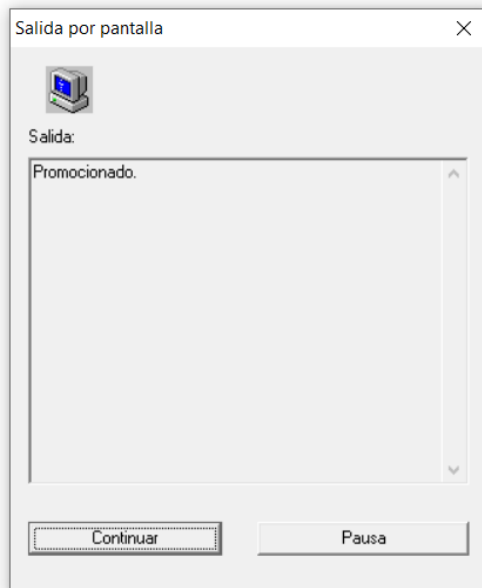 Salida por pantalla
Salida:
Promocionado.
Continuar
Pausa